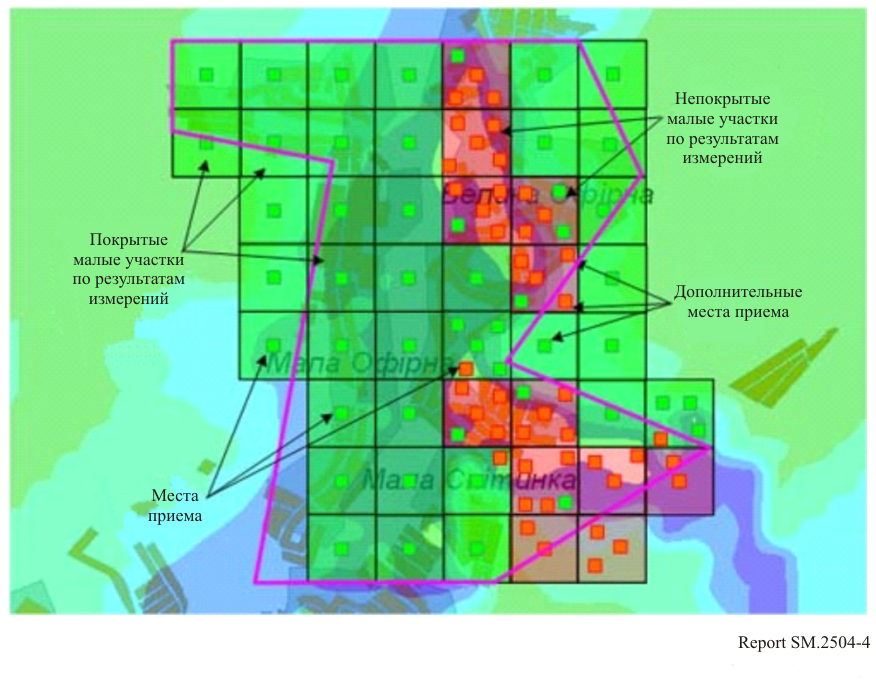 Непокрытые
малые участки
по результатам
измерений
Велика Офірна
Покрытые
малые участки
по результатам
измерений
Дополнительные
места приема
Мала Офірна
Мала Снітинка
Места
приема
Report SM.2504-4